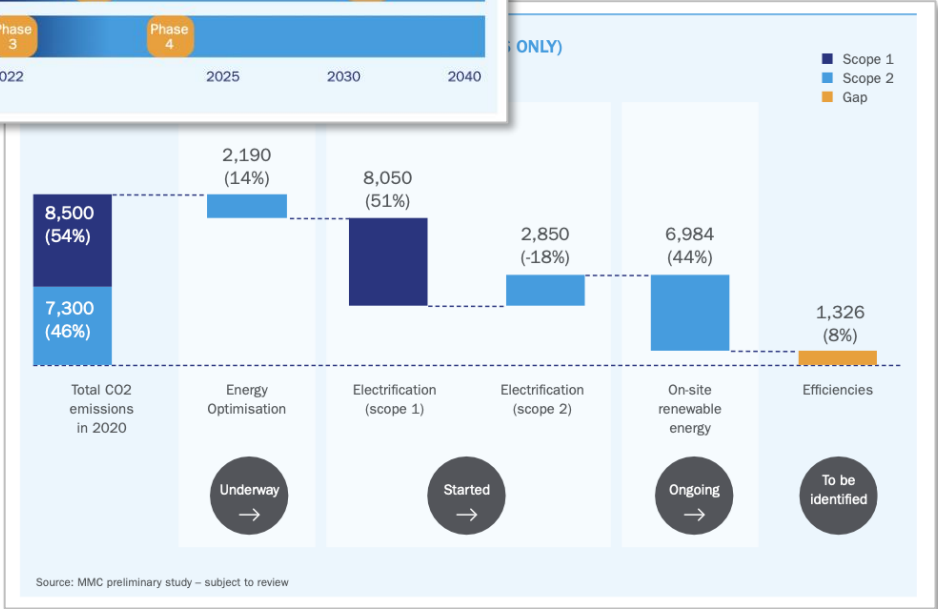 Phase
3
Phase
4
2022
2025
2030
2040
ONLY)
Scope 1
Scope 2
Gap
2,190
(14%)
8,050
(51%)
8,500
(54%)
2,850
(-18%)
6,984
(44%)
7,300
(46%)
1,326
(8%)
Total CO2
emissions
in 2020
Energy
Optimisation
Electrification
(scope 1)
Electrification
(scope 2)
On-site
renewable
energy
Efficiencies
Underway
Started
Ongoing
To be
identified
Source: MMC preliminary study – subject to review